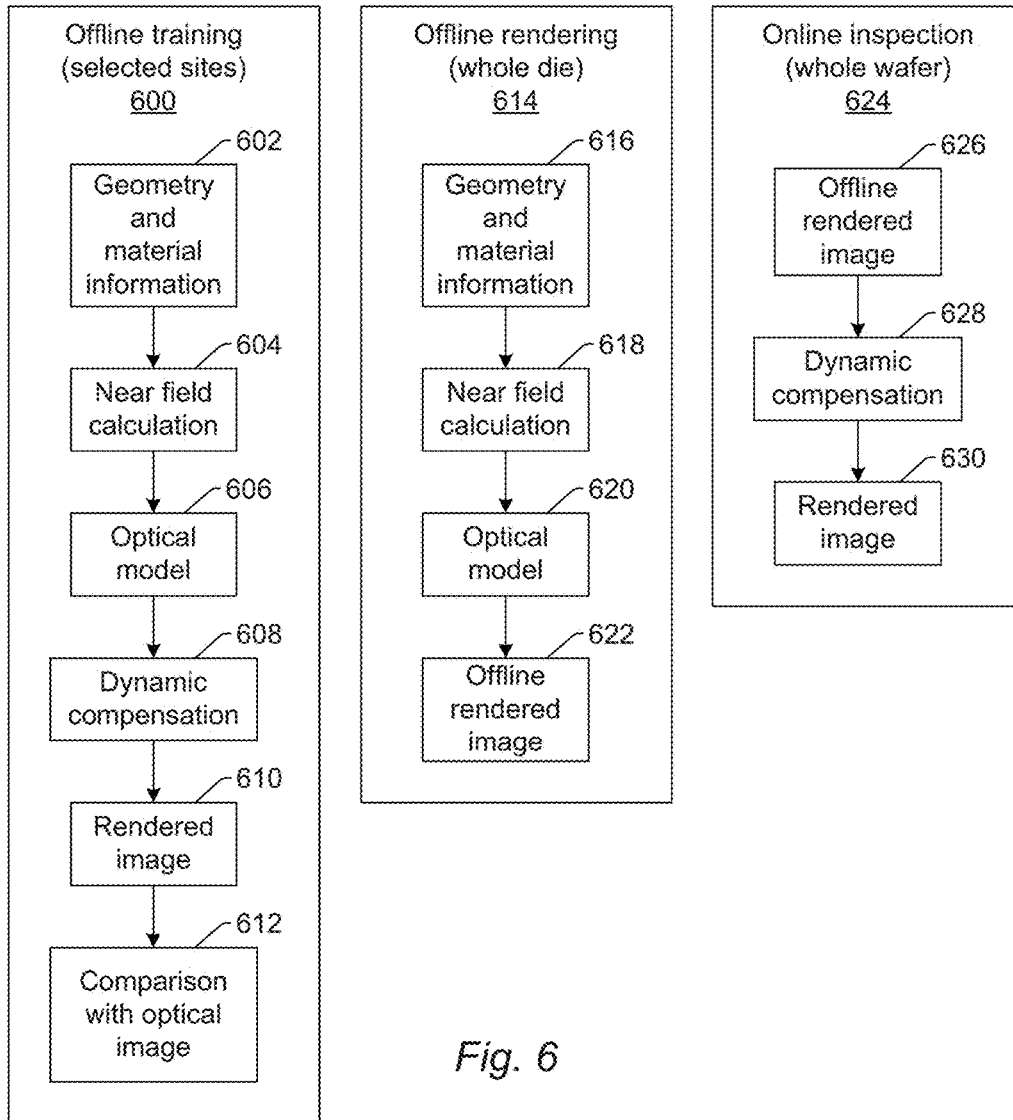 Offline training
(selected sites)
600
602
Geometry
and
material
information
604
Near field
calculation
606
Optical
model
608
Dynamic
compensation
610
Rendered
image
612
Comparison
with optical
image
Offline rendering
(whole die)
614
616
Geometry
and
material
information
618
Near field
calculation
620
Optical
model
622
Offline
rendered
image
Online inspection
(whole wafer)
624
626
Offline
rendered
image
628
Dynamic
compensation
630
Rendered
image
Fig. 6